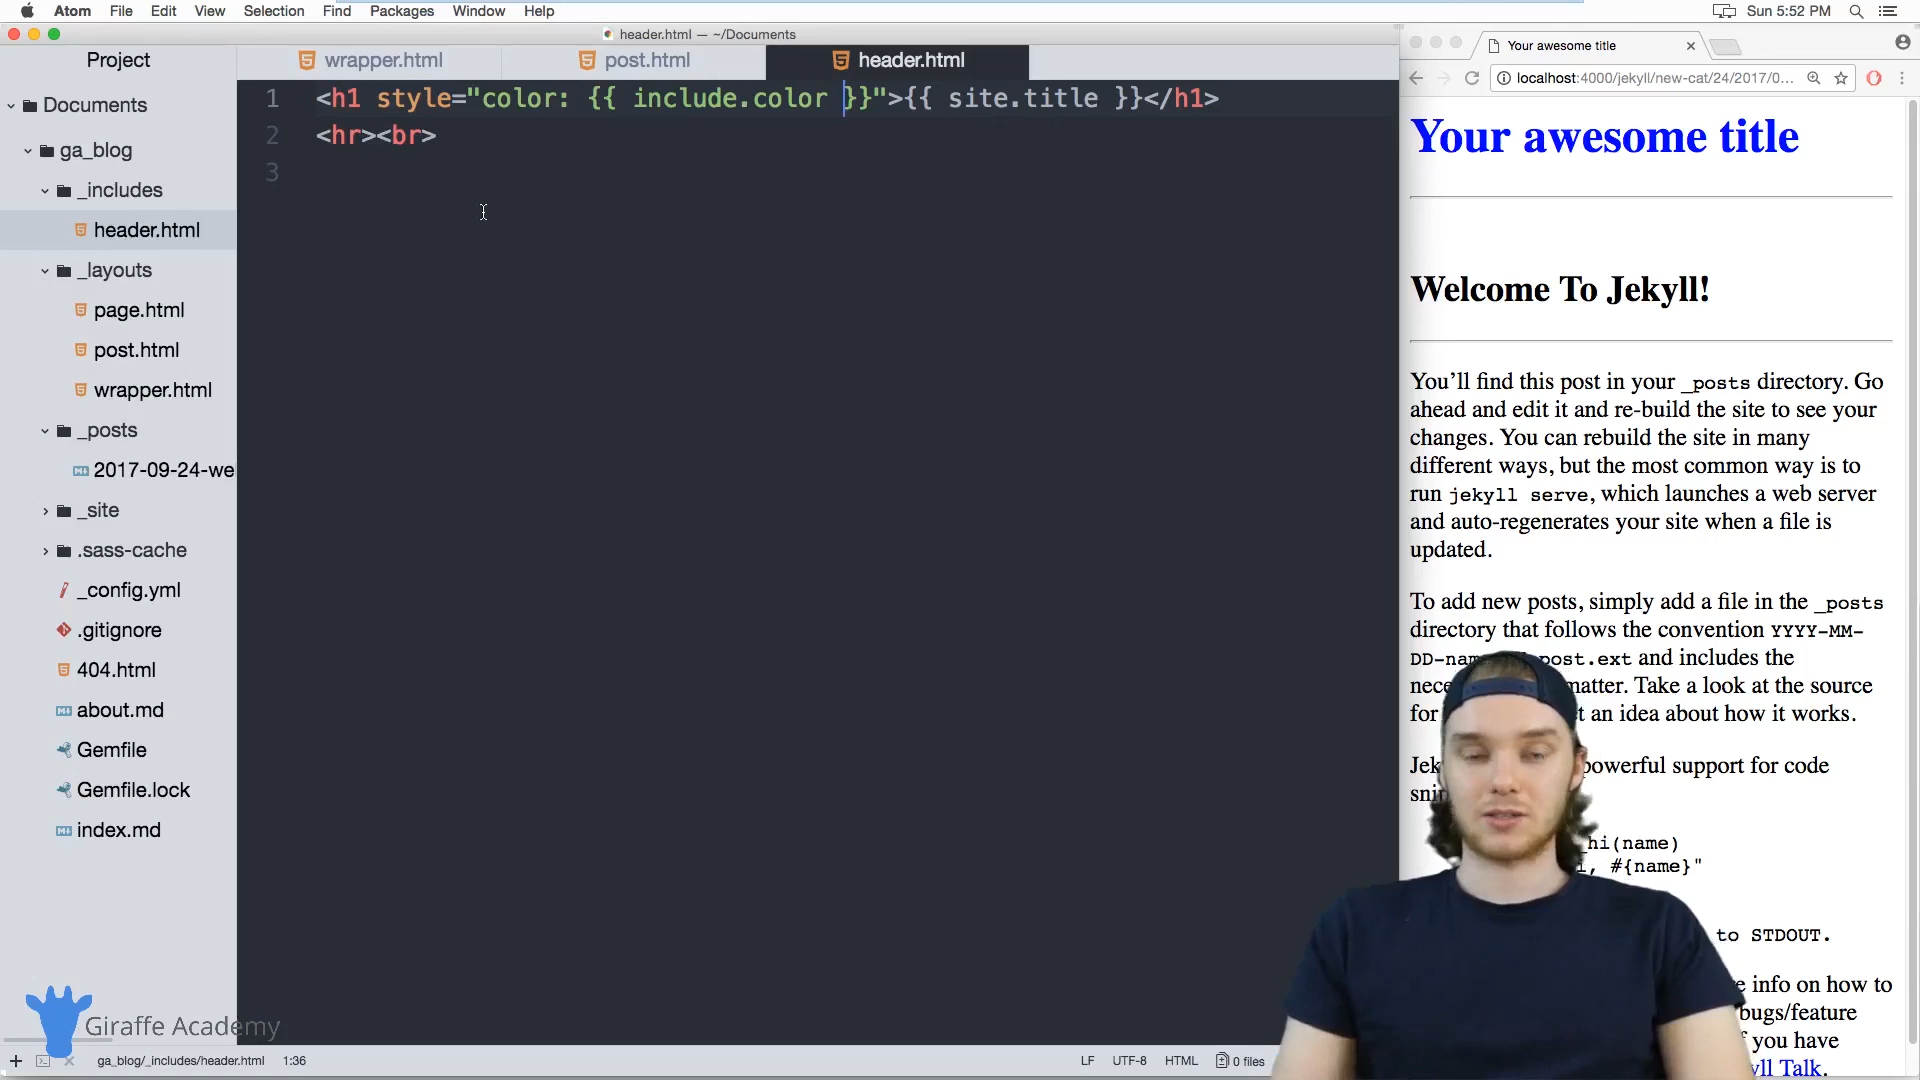 Atom File Edit View Selection Find Packages Window Help
Sun 5:52 PM
header.html — ~/Documents
Project
wrapper.html
post.html
header.html
Documents
ga_blog
_includes
header.html
_layouts
page.html
post.html
wrapper.html
_posts
2017-09-24-we
_site
.sass-cache
_config.yml
.gitignore
404.html
about.md
Gemfile
Gemfile.lock
index.md
1 <h1 style="color: {{ include.color }}">{{ site.title }}</h1>
2 <hr><br>
3
Giraffe Academy
ga_blog/_includes/header.html 1:36
LF UTF-8 HTML 0 files
Your awesome title
localhost:4000/jekyll/new-cat/24/2017/0...
Your awesome title
Welcome To Jekyll!
You’ll find this post in your _posts directory. Go
ahead and edit it and re-build the site to see your
changes. You can rebuild the site in many
different ways, but the most common way is to
run jekyll serve, which launches a web server
and auto-regenerates your site when a file is
updated.
To add new posts, simply add a file in the _posts
directory that follows the convention YYYY-MM-
post.ext and includes the
matter. Take a look at the source
for an idea about how it works.
powerful support for code
hi(name)
#{name}"
to STDOUT.
info on how to
bugs/feature
have
Talk.